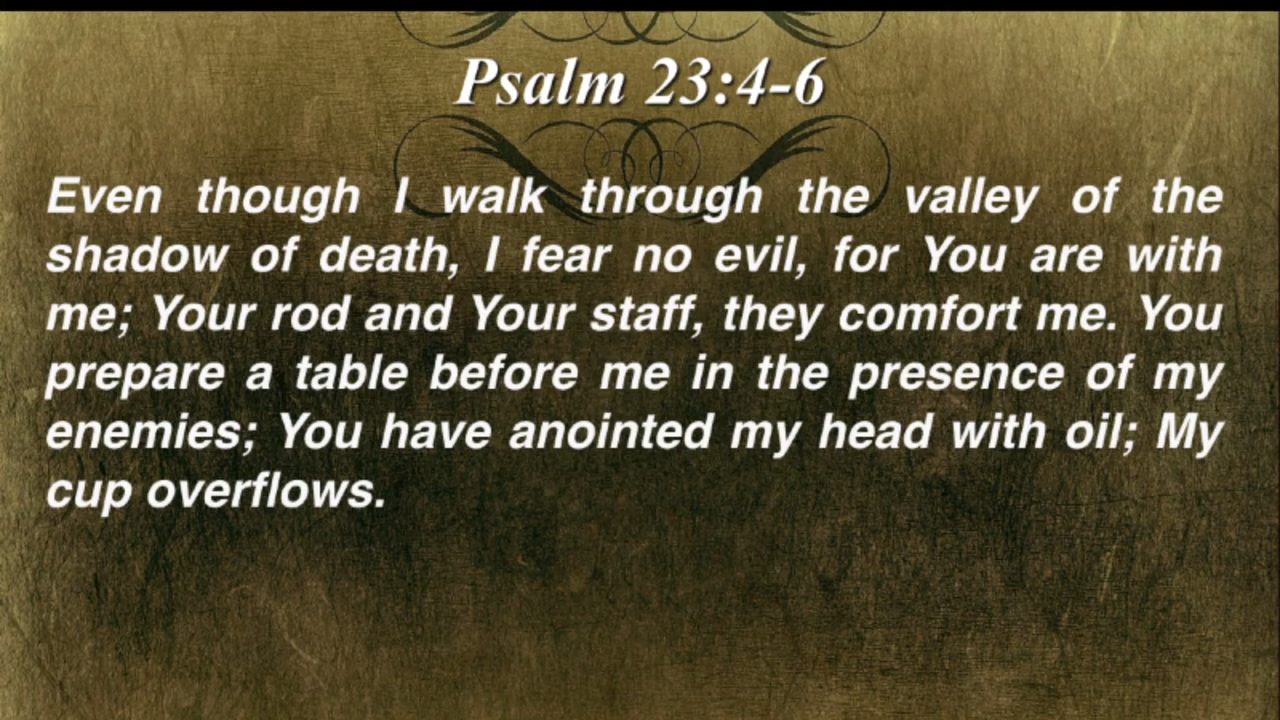 Psalm 23:4-6
Even though I walk through the valley of the
shadow of death, I fear no evil, for You are with
me; Your rod and Your staff, they comfort me. You
prepare a table before me in the presence of my
enemies; You have anointed my head with oil; My
cup overflows.